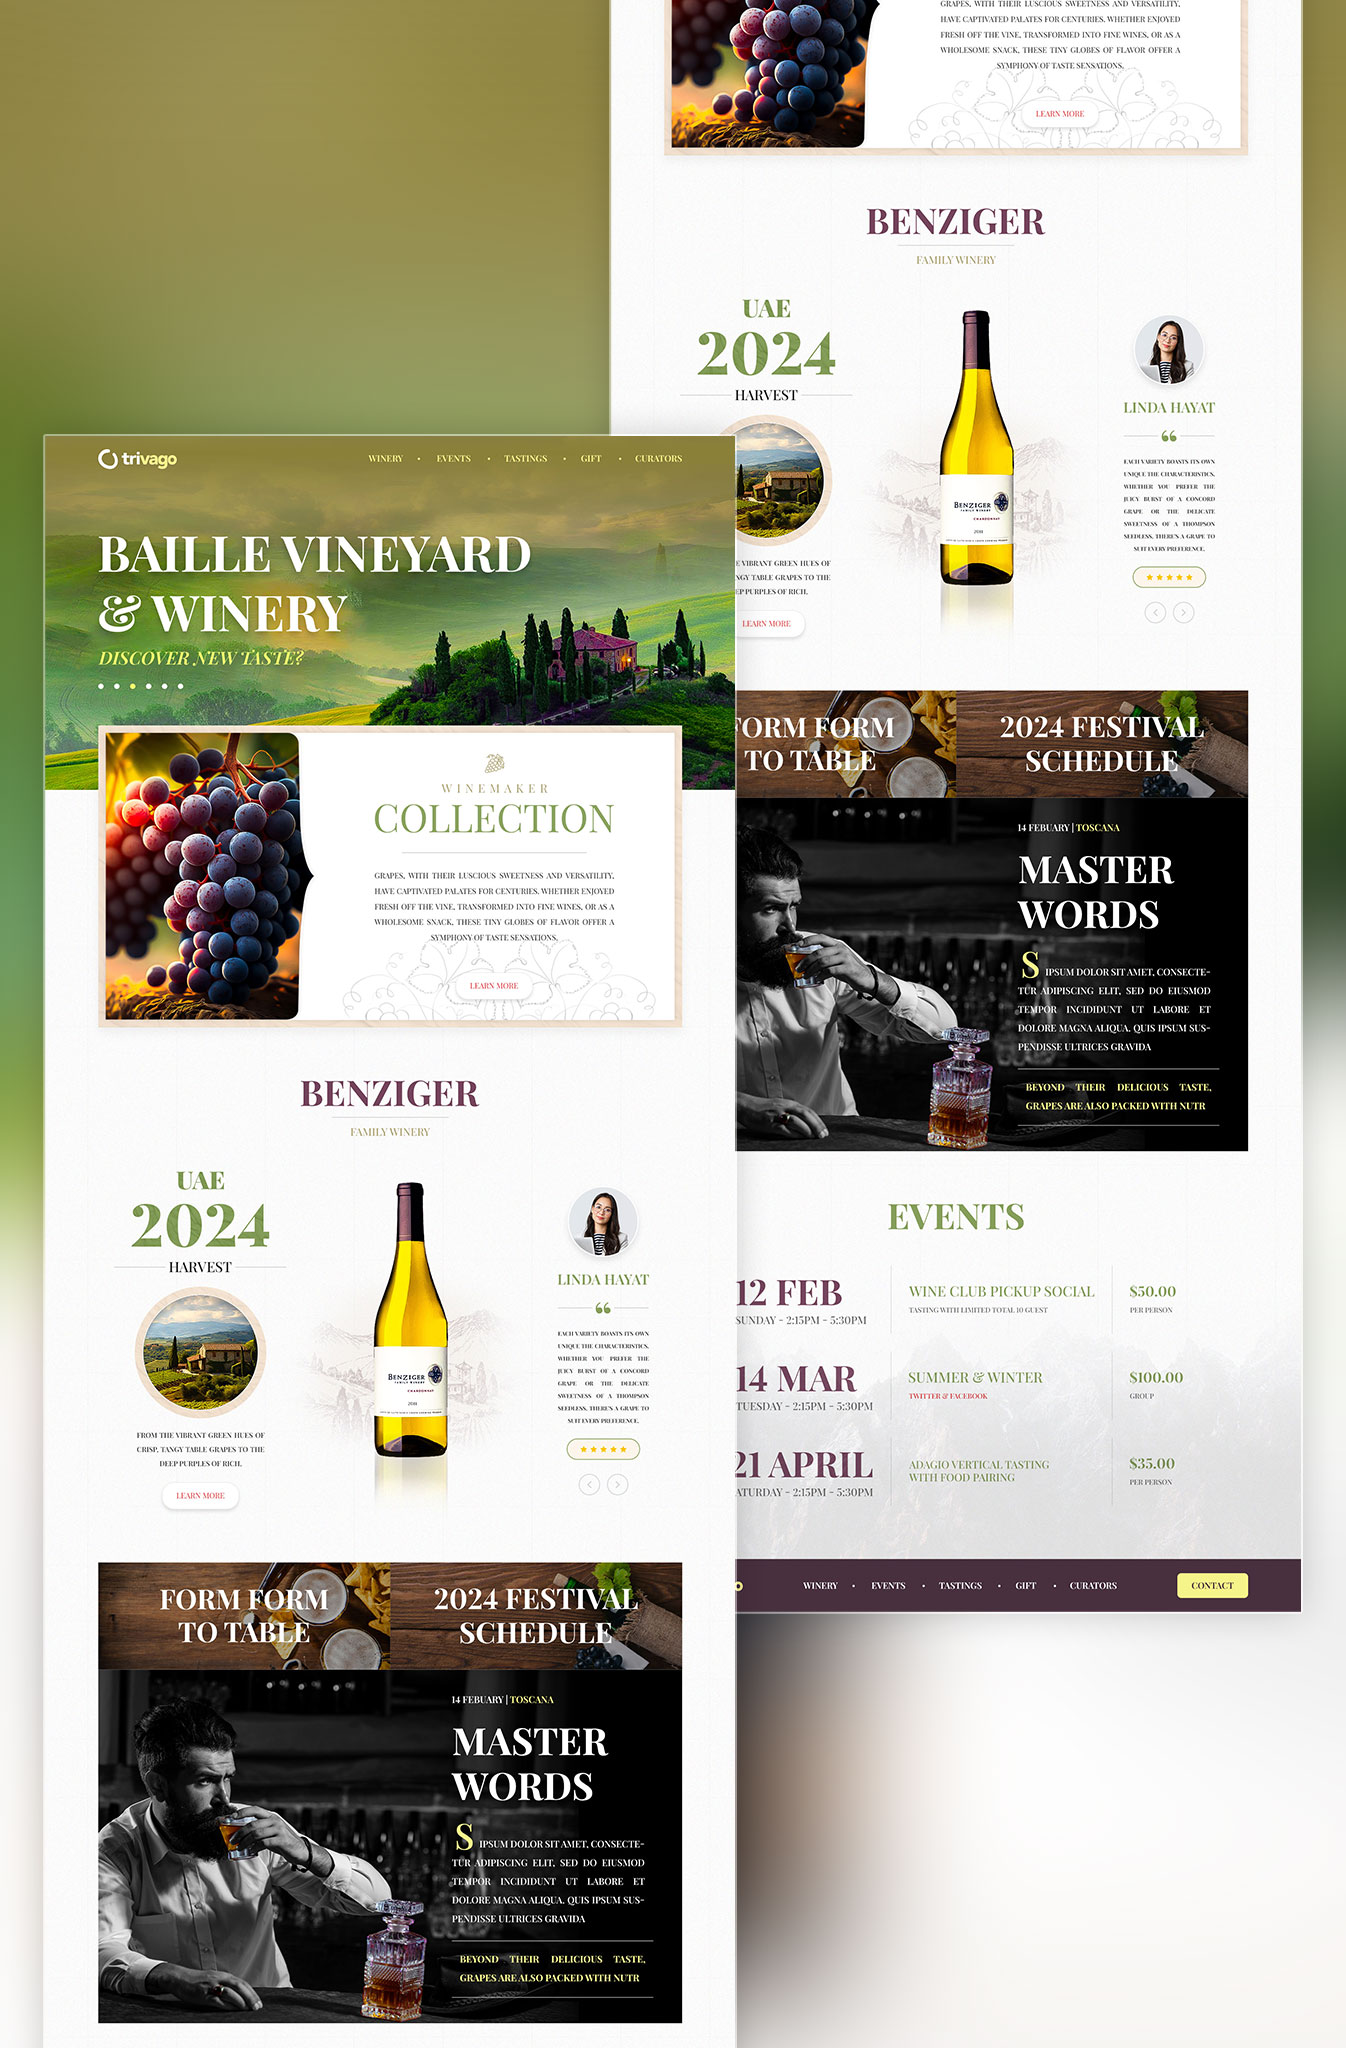 trivago
WINERY • EVENTS • TASTINGS • GIFT • CURATORS
BAILLE VINEYARD
& WINERY
DISCOVER NEW TASTE?
WINEMAKER
COLLECTION
GRAPES, WITH THEIR LUSCIOUS SWEETNESS AND VERSATILITY,
HAVE CAPTIVATED PALATES FOR CENTURIES. WHETHER ENJOYED
FRESH OFF THE VINE, TRANSFORMED INTO FINE WINES, OR AS A
WHOLESOME SNACK, THESE TINY GLOBES OF FLAVOR OFFER A
SYMPHONY OF TASTE SENSATIONS.
LEARN MORE
BENZIGER
FAMILY WINERY
UAE
2024
HARVEST
FROM THE VIBRANT GREEN HUES OF
CRISP, TANGY TABLE GRAPES TO THE
DEEP PURPLES OF RICH.
LEARN MORE
BENZIGER
FAMILY WINERY
CHARDONNAY
LINDA HAYAT
EACH VARIETY BOASTS ITS OWN
UNIQUE THE CHARACTERISTICS.
WHETHER YOU PREFER THE
JUICY BURST OF A CONCORD
GRAPE OR THE DELICATE
SWEETNESS OF A THOMPSON
SEEDLESS, THERE'S A GRAPE TO
SUIT EVERY PREFERENCE.
FORM FORM
TO TABLE
2024 FESTIVAL
SCHEDULE
14 FEBUARY | TOSCANA
MASTER
WORDS
S IPSUM DOLOR SIT AMET, CONSECTE-
TUR ADIPISCING ELIT, SED DO EIUSMOD
TEMPOR INCIDIDUNT UT LABORE ET
DOLORE MAGNA ALIQUA. QUIS IPSUM SUS-
PENDISSE ULTRICES GRAVIDA
BEYOND THEIR DELICIOUS TASTE,
GRAPES ARE ALSO PACKED WITH NUTR
GRAPES, WITH THEIR LUSCIOUS SWEETNESS AND VERSATILITY,
HAVE CAPTIVATED PALATES FOR CENTURIES. WHETHER ENJOYED
FRESH OFF THE VINE, TRANSFORMED INTO FINE WINES, OR AS A
WHOLESOME SNACK, THESE TINY GLOBES OF FLAVOR OFFER A
SYMPHONY OF TASTE SENSATIONS.
LEARN MORE
BENZIGER
FAMILY WINERY
UAE
2024
HARVEST
E VIBRANT GREEN HUES OF
ANGY TABLE GRAPES TO THE
EEP PURPLES OF RICH.
LEARN MORE
BENZIGER
FAMILY WINERY
CHARDONNAY
LINDA HAYAT
EACH VARIETY BOASTS ITS OWN
UNIQUE THE CHARACTERISTICS.
WHETHER YOU PREFER THE
JUICY BURST OF A CONCORD
GRAPE OR THE DELICATE
SWEETNESS OF A THOMPSON
SEEDLESS, THERE'S A GRAPE TO
SUIT EVERY PREFERENCE.
FORM FORM
TO TABLE
2024 FESTIVAL
SCHEDULE
14 FEBUARY | TOSCANA
MASTER
WORDS
S IPSUM DOLOR SIT AMET, CONSECTE-
TUR ADIPISCING ELIT, SED DO EIUSMOD
TEMPOR INCIDIDUNT UT LABORE ET
DOLORE MAGNA ALIQUA. QUIS IPSUM SUS-
PENDISSE ULTRICES GRAVIDA
BEYOND THEIR DELICIOUS TASTE,
GRAPES ARE ALSO PACKED WITH NUTR
EVENTS
12 FEB
SUNDAY - 2:15PM - 5:30PM
WINE CLUB PICKUP SOCIAL
TASTING WITH LIMITED TOTAL 10 GUEST
$50.00
PER PERSON
14 MAR
TUESDAY - 2:15PM - 5:30PM
SUMMER & WINTER
TWITTER & FACEBOOK
$100.00
GROUP
21 APRIL
ATURDAY - 2:15PM - 5:30PM
ADAGIO VERTICAL TASTING
WITH FOOD PAIRING
$35.00
PER PERSON
o
WINERY • EVENTS • TASTINGS • GIFT • CURATORS
CONTACT